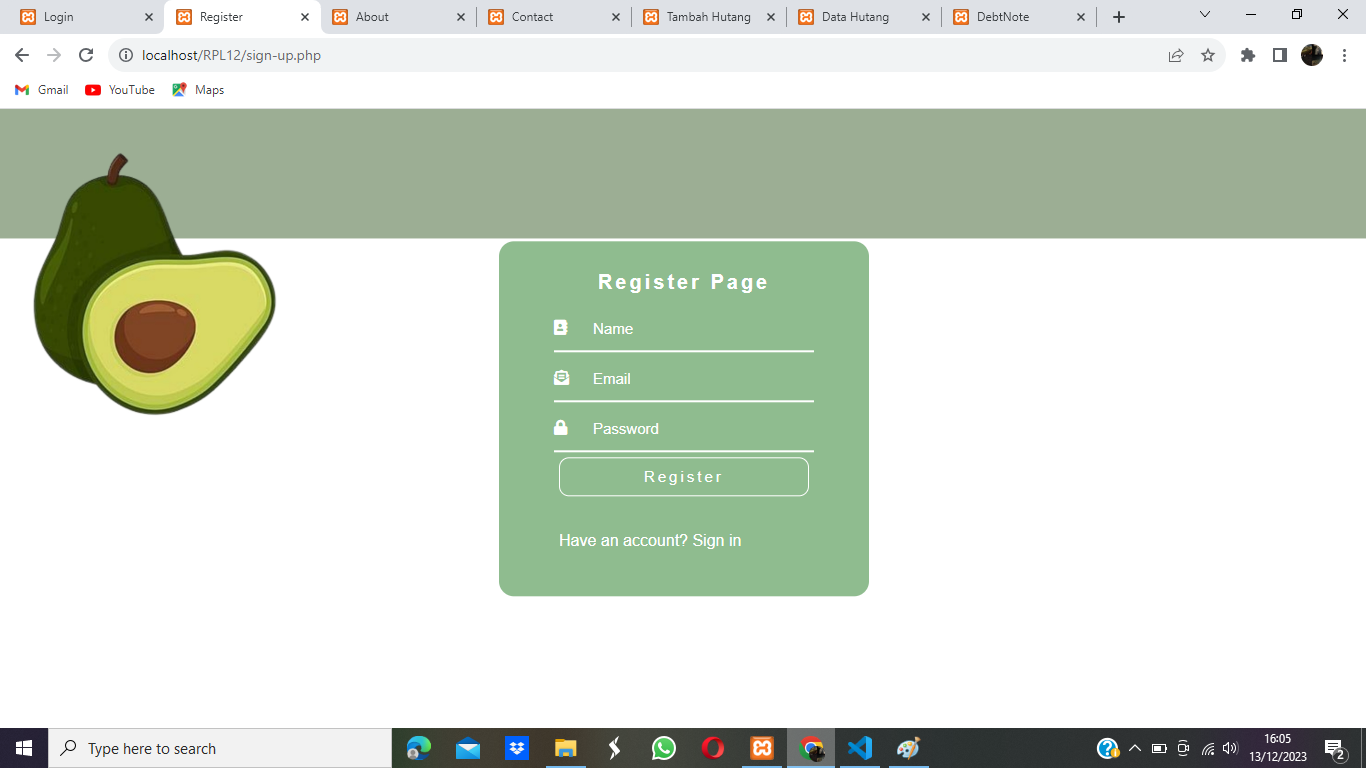 Login
Register
About
Contact
Tambah Hutang
Data Hutang
DebtNote
localhost/RPL12/sign-up.php
Gmail
YouTube
Maps
Register Page
Name
Email
Password
Register
Have an account? Sign in
Type here to search
16:05
13/12/2023
2